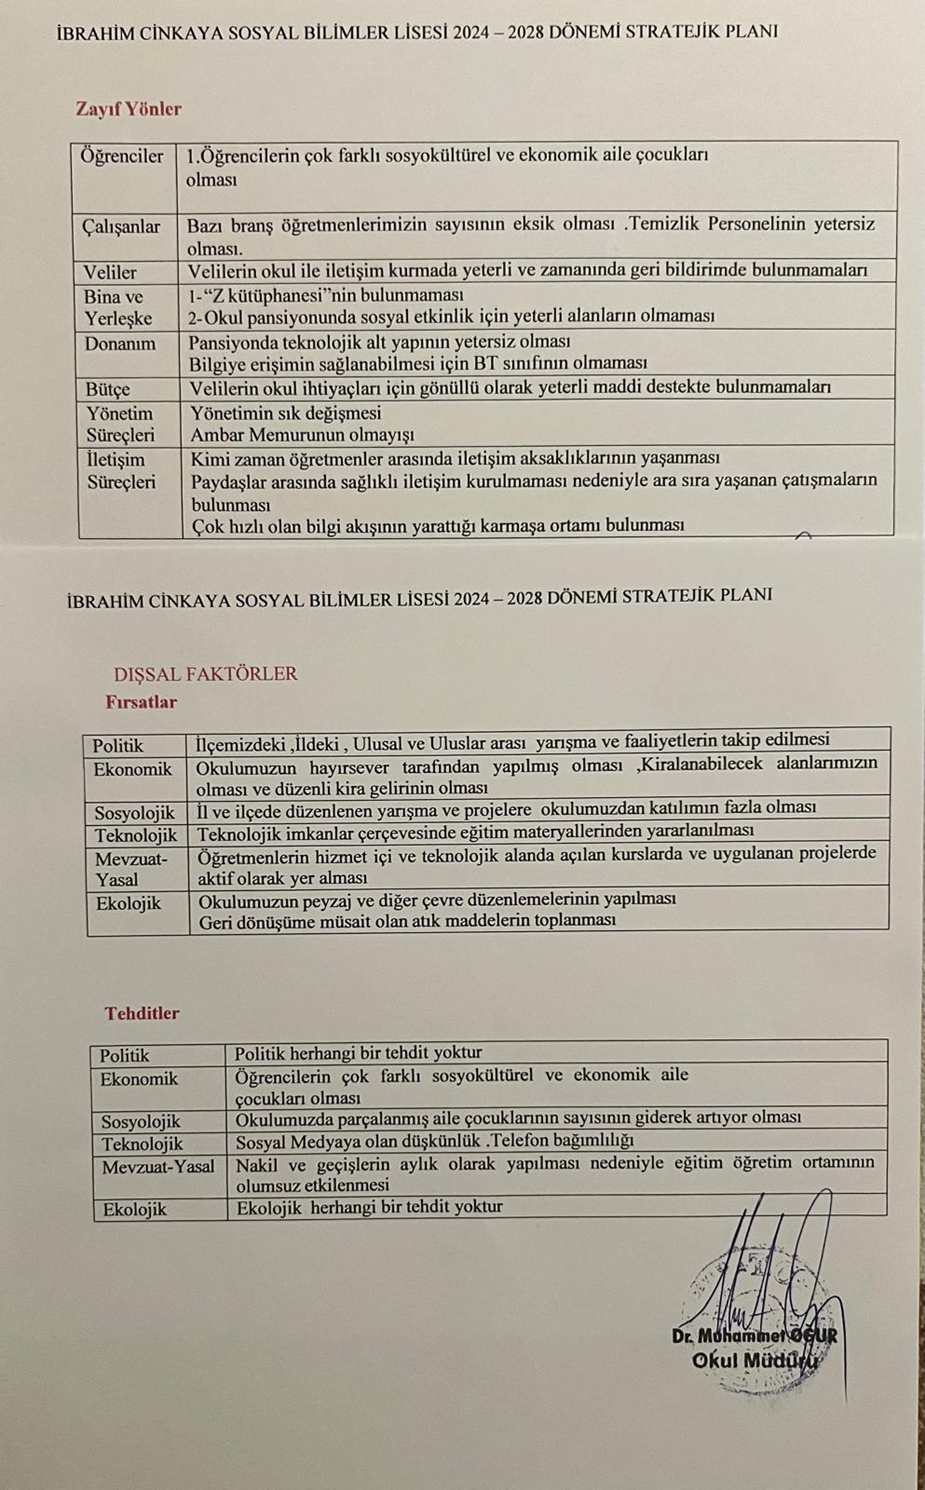 İBRAHİM CİNKAYA SOSYAL BİLİMLER LİSESİ 2024 – 2028 DÖNEMİ STRATEJİK PLANI
Zayıf Yönler
Öğrenciler 1.Öğrencilerin çok farklı sosyokültürel ve ekonomik aile çocukları
olması
Çalışanlar Bazı branş öğretmenlerimizin sayısının eksik olması .Temizlik Personelinin yetersiz
olması.
Veliler Velilerin okul ile iletişim kurmada yeterli ve zamanında geri bildirimde bulunmamaları
Bina ve 1-“Z kütüphanesi”nin bulunmaması
Yerleşke 2-Okul pansiyonunda sosyal etkinlik için yeterli alanların olmaması
Donanım Pansiyonda teknolojik alt yapının yetersiz olması
Bilgiye erişimin sağlanabilmesi için BT sınıfının olmaması
Bütçe Velilerin okul ihtiyaçları için gönüllü olarak yeterli maddi destekte bulunmamaları
Yönetim Yönetimin sık değişmesi
Süreçleri Ambar Memurunun olmayışı
İletişim Kimi zaman öğretmenler arasında iletişim aksaklıklarının yaşanması
Süreçleri Paydaşlar arasında sağlıklı iletişim kurulmaması nedeniyle ara sıra yaşanan çatışmaların
bulunması
Çok hızlı olan bilgi akışının yarattığı karmaşa ortamı bulunması
İBRAHİM CİNKAYA SOSYAL BİLİMLER LİSESİ 2024 – 2028 DÖNEMİ STRATEJİK PLANI
DIŞSAL FAKTÖRLER
Fırsatlar
Politik İlçemizdeki ,İldeki , Ulusal ve Uluslar arası yarışma ve faaliyetlerin takip edilmesi
Ekonomik Okulumuzun hayırsever tarafından yapılmış olması ,Kiralanabilecek alanlarımızın
olması ve düzenli kira gelirinin olması
Sosyolojik İl ve ilçede düzenlenen yarışma ve projelere okulumuzdan katılımın fazla olması
Teknolojik Teknolojik imkanlar çerçevesinde eğitim materyallerinden yararlanılması
Mevzuat- Öğretmenlerin hizmet içi ve teknolojik alanda açılan kurslarda ve uygulanan projelerde
Yasal aktif olarak yer alması
Ekolojik Okulumuzun peyzaj ve diğer çevre düzenlemelerinin yapılması
Geri dönüşüme müsait olan atık maddelerin toplanması
Tehditler
Politik Politik herhangi bir tehdit yoktur
Ekonomik Öğrencilerin çok farklı sosyokültürel ve ekonomik aile
çocukları olması
Sosyolojik Okulumuzda parçalanmış aile çocuklarının sayısının giderek artıyor olması
Teknolojik Sosyal Medyaya olan düşkünlük .Telefon bağımlılığı
Mevzuat-Yasal Nakil ve geçişlerin aylık olarak yapılması nedeniyle eğitim öğretim ortamının
olumsuz etkilenmesi
Ekolojik Ekolojik herhangi bir tehdit yoktur
Dr. Muhammet ÖĞUR
Okul Müdürü